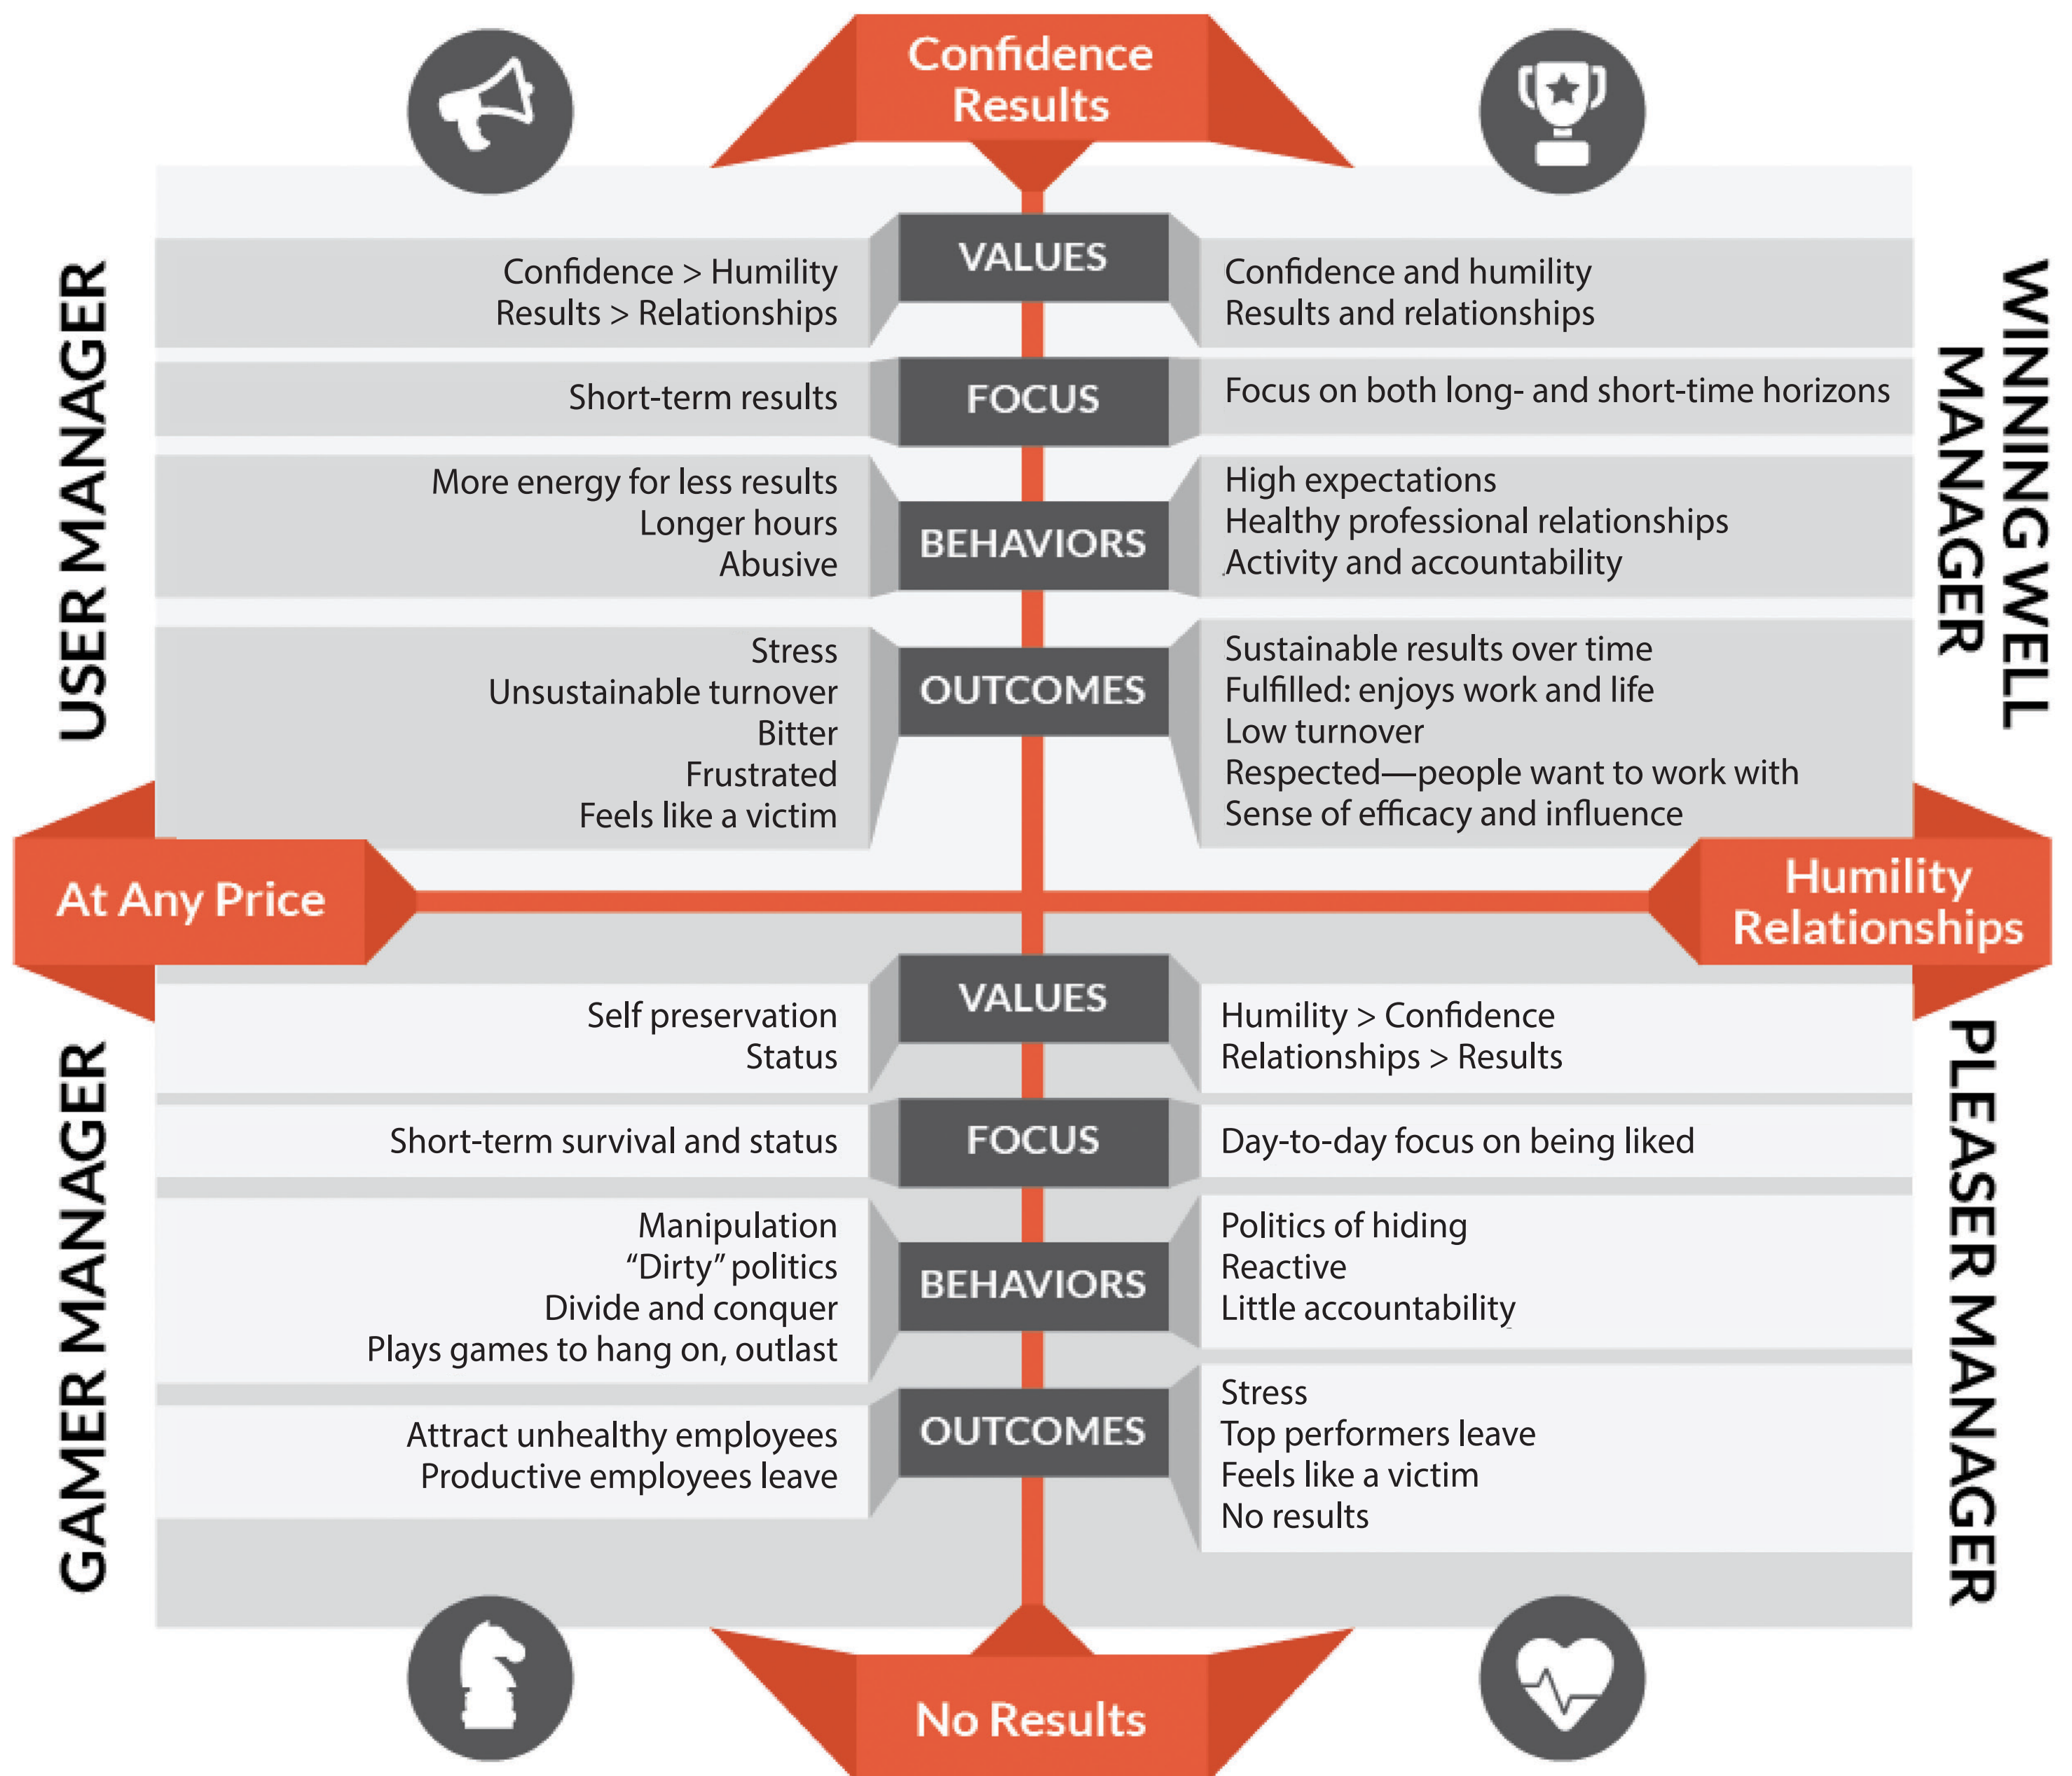 Confidence
Results
USER MANAGER
VALUES
Confidence > Humility
Results > Relationships
FOCUS
Short-term results
BEHAVIORS
More energy for less results
Longer hours
Abusive
OUTCOMES
Stress
Unsustainable turnover
Bitter
Frustrated
Feels like a victim
WINNING WELL
MANAGER
Confidence and humility
Results and relationships
Focus on both long- and short-time horizons
High expectations
Healthy professional relationships
Activity and accountability
Sustainable results over time
Fulfilled: enjoys work and life
Low turnover
Respected—people want to work with
Sense of efficacy and influence
At Any Price
Humility
Relationships
GAMER MANAGER
VALUES
Self preservation
Status
FOCUS
Short-term survival and status
BEHAVIORS
Manipulation
“Dirty” politics
Divide and conquer
Plays games to hang on, outlast
OUTCOMES
Attract unhealthy employees
Productive employees leave
PLEASER MANAGER
Humility > Confidence
Relationships > Results
Day-to-day focus on being liked
Politics of hiding
Reactive
Little accountability
Stress
Top performers leave
Feels like a victim
No results
No Results